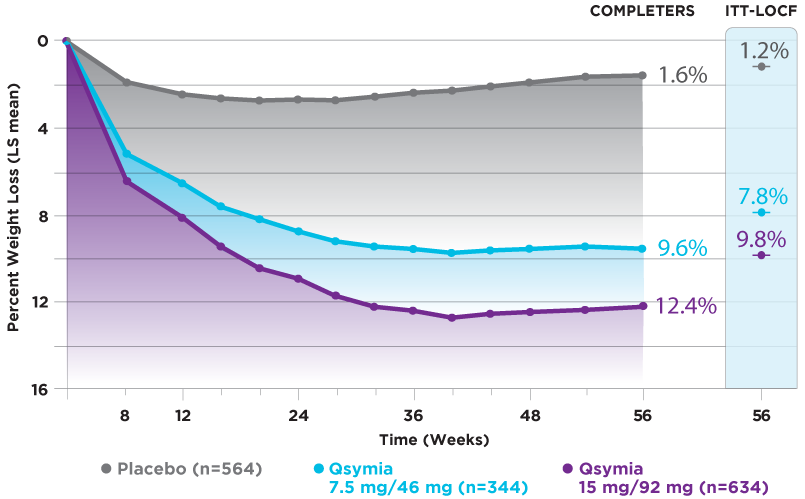 COMPLETERS ITT-LOCF
0
4
8
12
16
Percent Weight Loss (LS mean)
1.6%
9.6%
12.4%
1.2%
7.8%
9.8%
8 12 24 36 48 56 56
Time (Weeks)
Placebo (n=564)
Qsymia
7.5 mg/46 mg (n=344)
Qsymia
15 mg/92 mg (n=634)